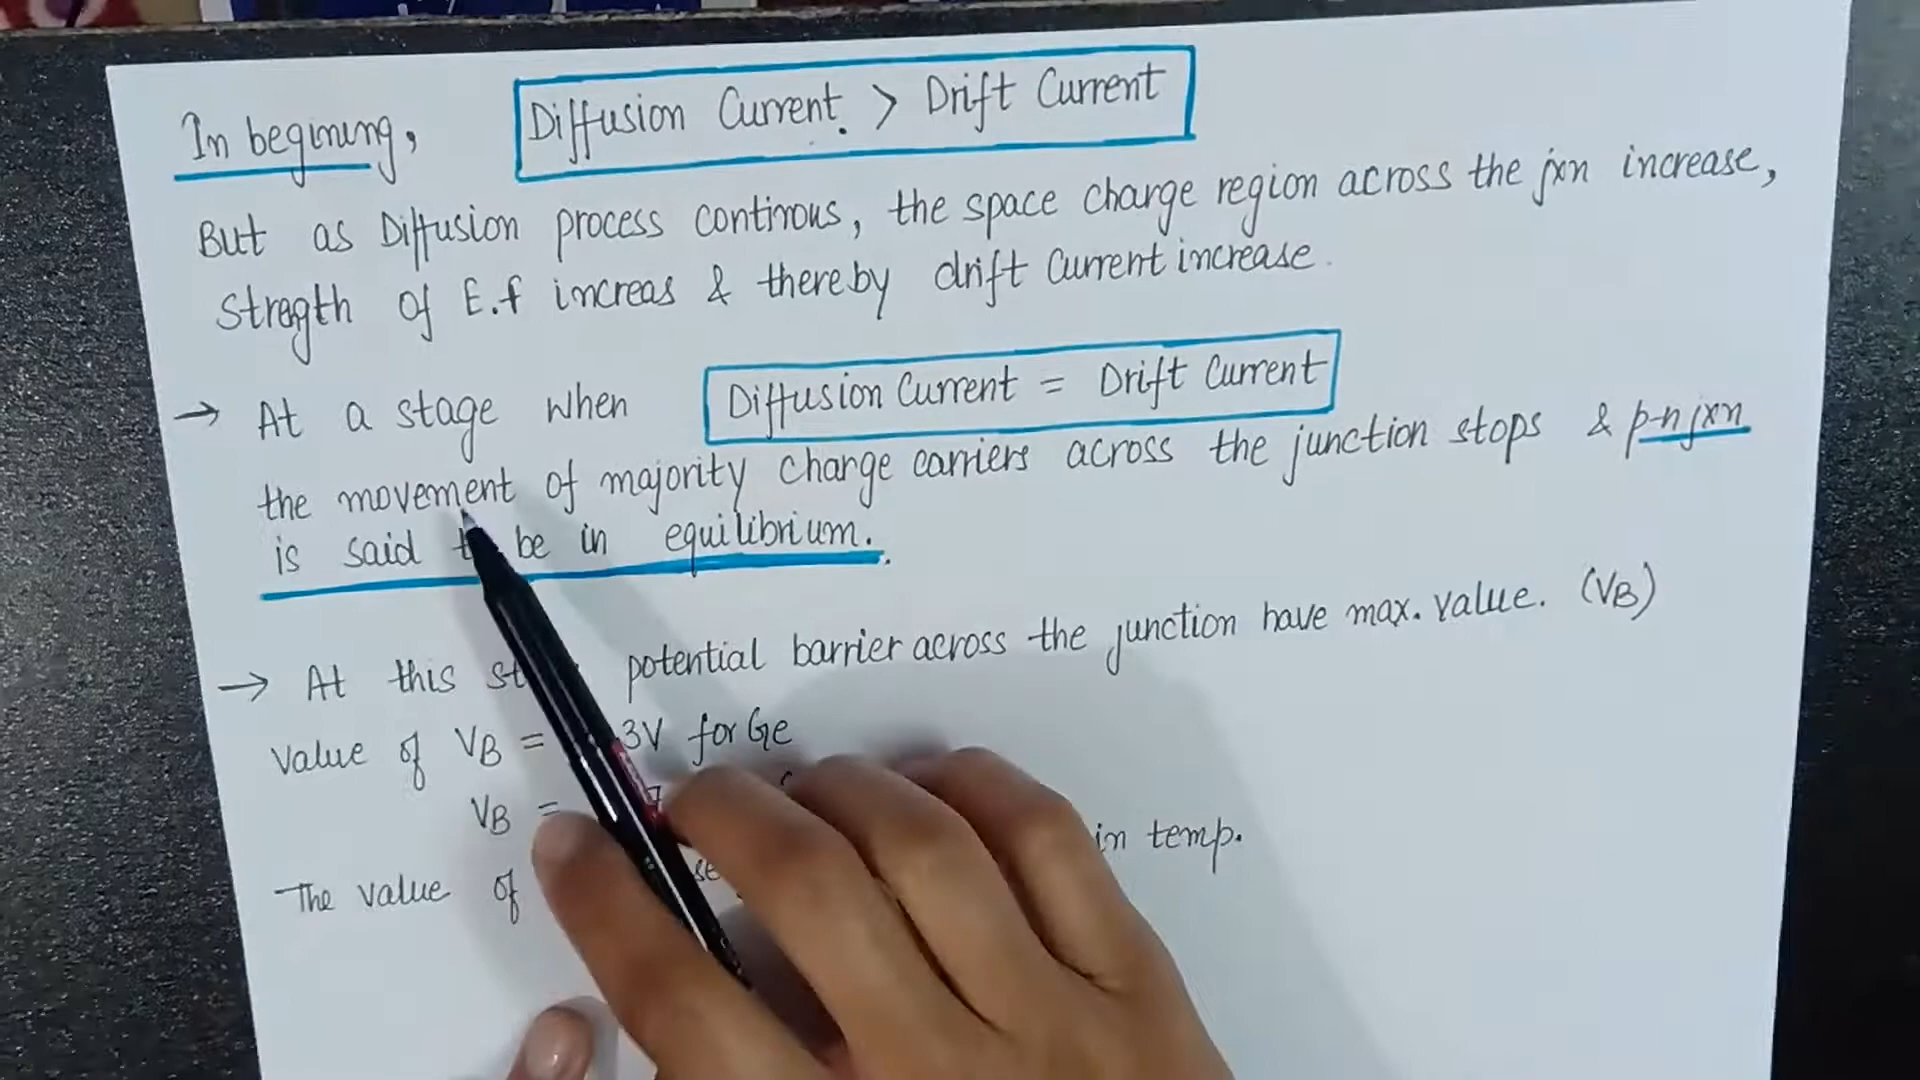 In begining, Diffusion Current. > Drift Current
But as Diffusion process continous, the space charge region across the jxn increase,
Stregth of E.f increas & thereby drift Current increase.
→ At a stage when Diffusion Current = Drift Current
the movement of majority charge carriers across the junction stops & p-n jxn
is said be in equilibrium.
→ At this potential barrier across the junction have max. value. (VB)
Value of VB = 3V for Ge
VB =
The value of in temp.